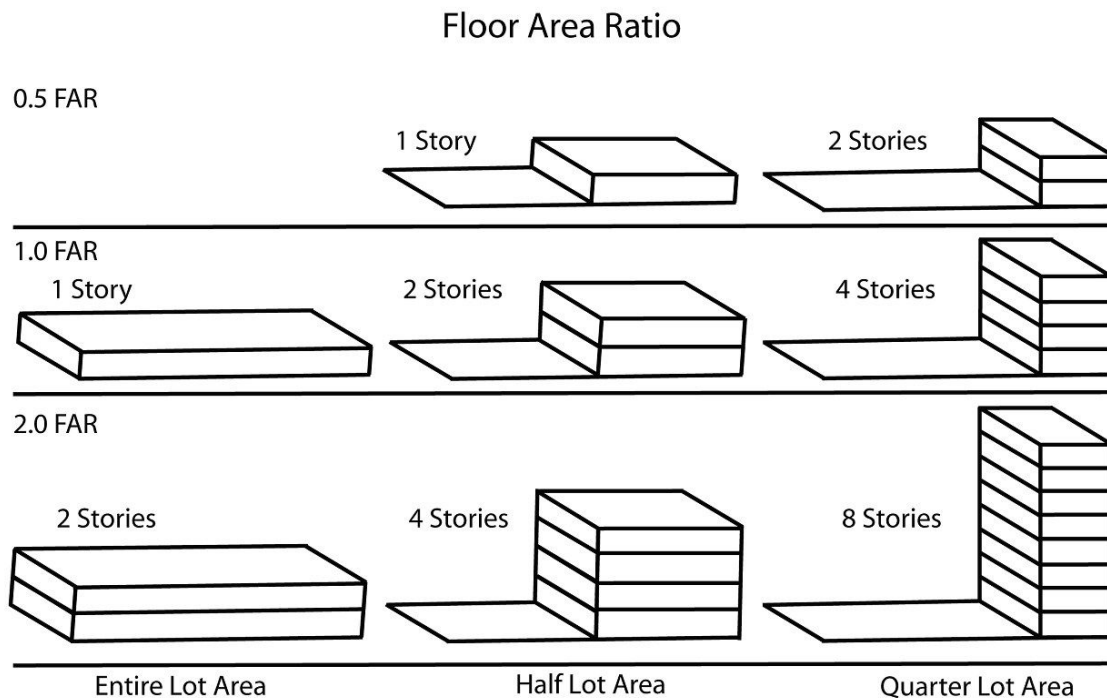 Floor Area Ratio
0.5 FAR
1 Story
2 Stories
1.0 FAR
1 Story
2 Stories
4 Stories
2.0 FAR
2 Stories
4 Stories
8 Stories
Entire Lot Area
Half Lot Area
Quarter Lot Area